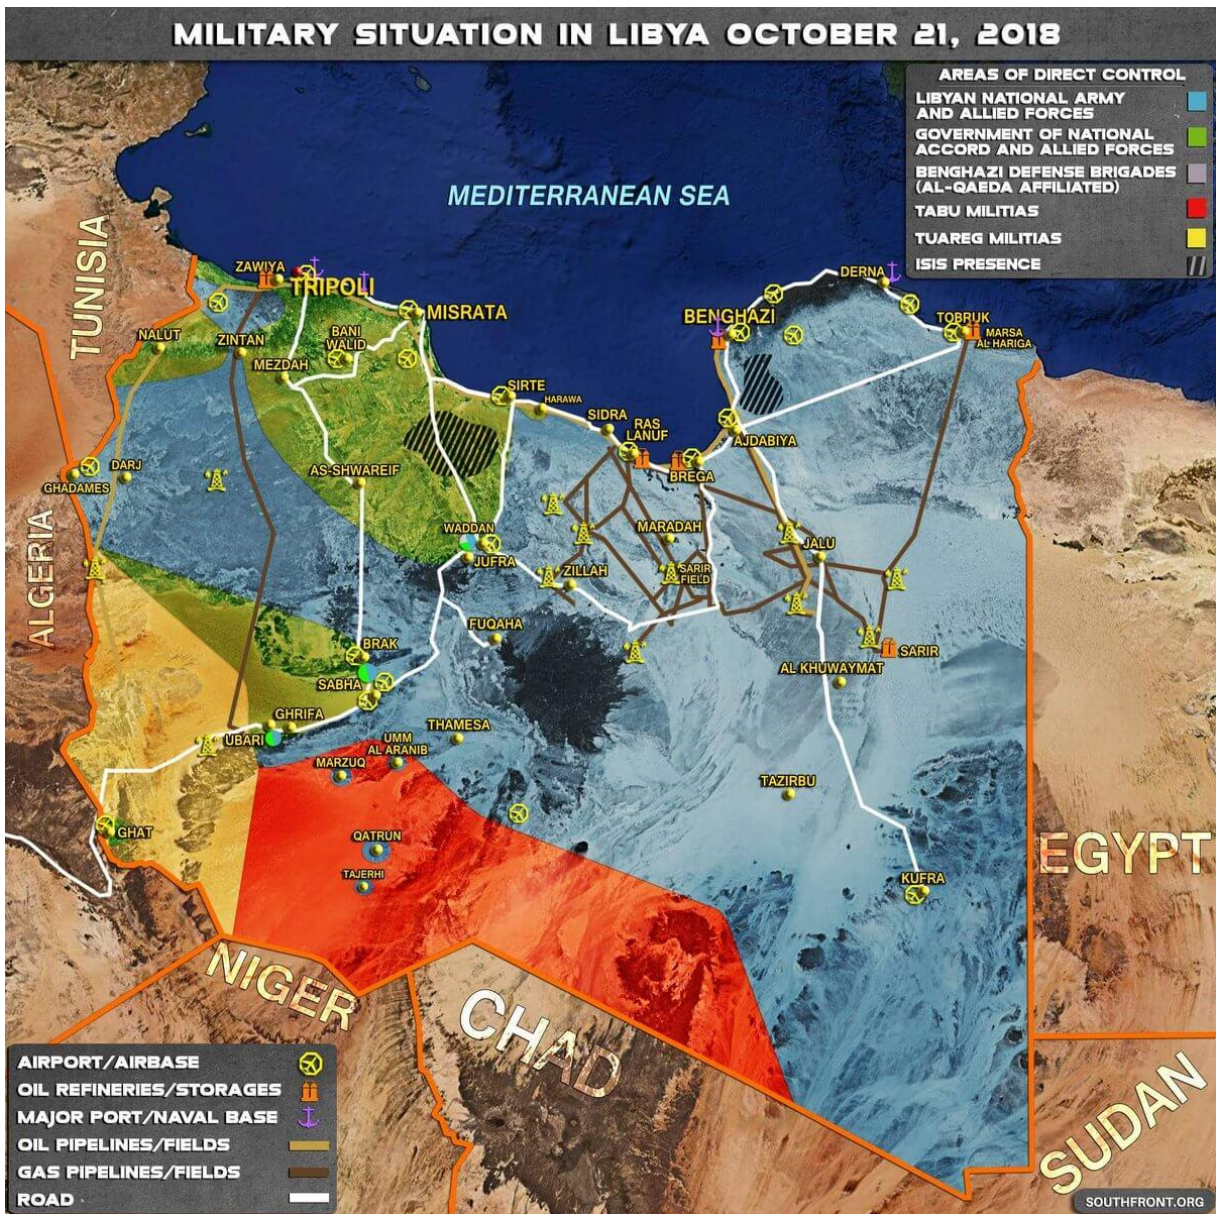 MILITARY SITUATION IN LIBYA OCTOBER 21, 2018
AREAS OF DIRECT CONTROL
LIBYAN NATIONAL ARMY
AND ALLIED FORCES
GOVERNMENT OF NATIONAL
ACCORD AND ALLIED FORCES
BENGHAZI DEFENSE BRIGADES
(AL-QAEDA AFFILIATED)
TABU MILITIAS
TUAREG MILITIAS
ISIS PRESENCE
MEDITERRANEAN SEA
TUNISIA
ZAWIYA
TRIPOLI
MISRATA
DERNA
BENGHAZI
TOBRUK
MARSA
AL HARIGA
NALUT
ZINTAN
BANI
WALID
MEZDAH
SIRTE
HARAWA
SIDRA
RAS
LANUF
AJDABIYA
BREGA
GHADAMES
DARJ
AS-SHWAREIF
ALGERIA
WADDAN
JUFRA
MARADAH
JALU
ZILLAH
SARIR
FIELD
FUQAHA
BRAK
SABHA
SARIR
AL KHUWAYMAT
GHRIFA
UBARI
THAMESA
UMM
AL ARANIB
MARZUQ
TAZIRBU
GHAT
QATRUN
TAJERHI
KUFRA
EGYPT
NIGER
CHAD
SUDAN
AIRPORT/AIRBASE
OIL REFINERIES/STORAGES
MAJOR PORT/NAVAL BASE
OIL PIPELINES/FIELDS
GAS PIPELINES/FIELDS
ROAD
SOUTHFRONT.ORG